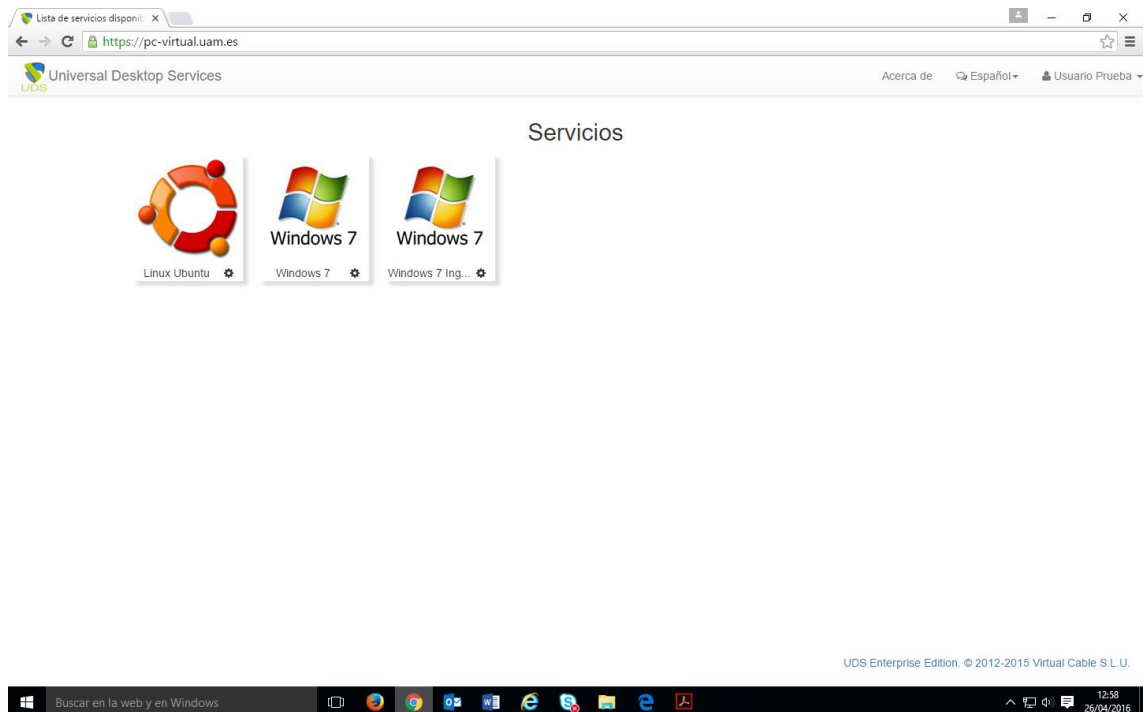 Lista de servicios disponib
https://pc-virtual.uam.es
UDS
Universal Desktop Services
Acerca de
Español
Usuario Prueba
Servicios
Windows 7
Windows 7
Linux Ubuntu
Windows 7
Windows 7 Ing...
UDS Enterprise Edition. © 2012-2015 Virtual Cable S.L.U.
Buscar en la web y en Windows
12:58
26/04/2016